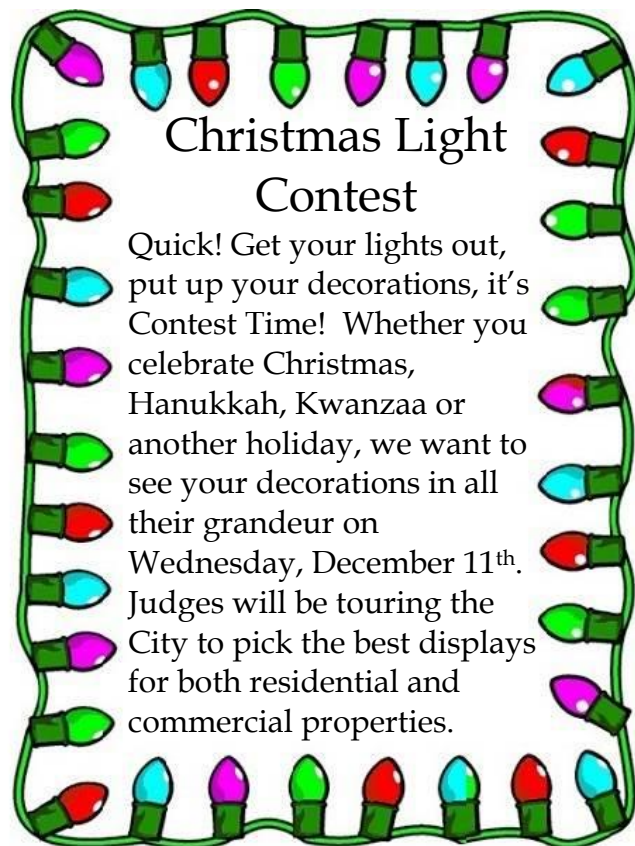 Christmas Light
Contest
Quick! Get your lights out,
put up your decorations, it’s
Contest Time!  Whether you
celebrate Christmas,
Hanukkah, Kwanzaa or
another holiday, we want to
see your decorations in all
their grandeur on
Wednesday, December 11th.
Judges will be touring the
City to pick the best displays
for both residential and
commercial properties.